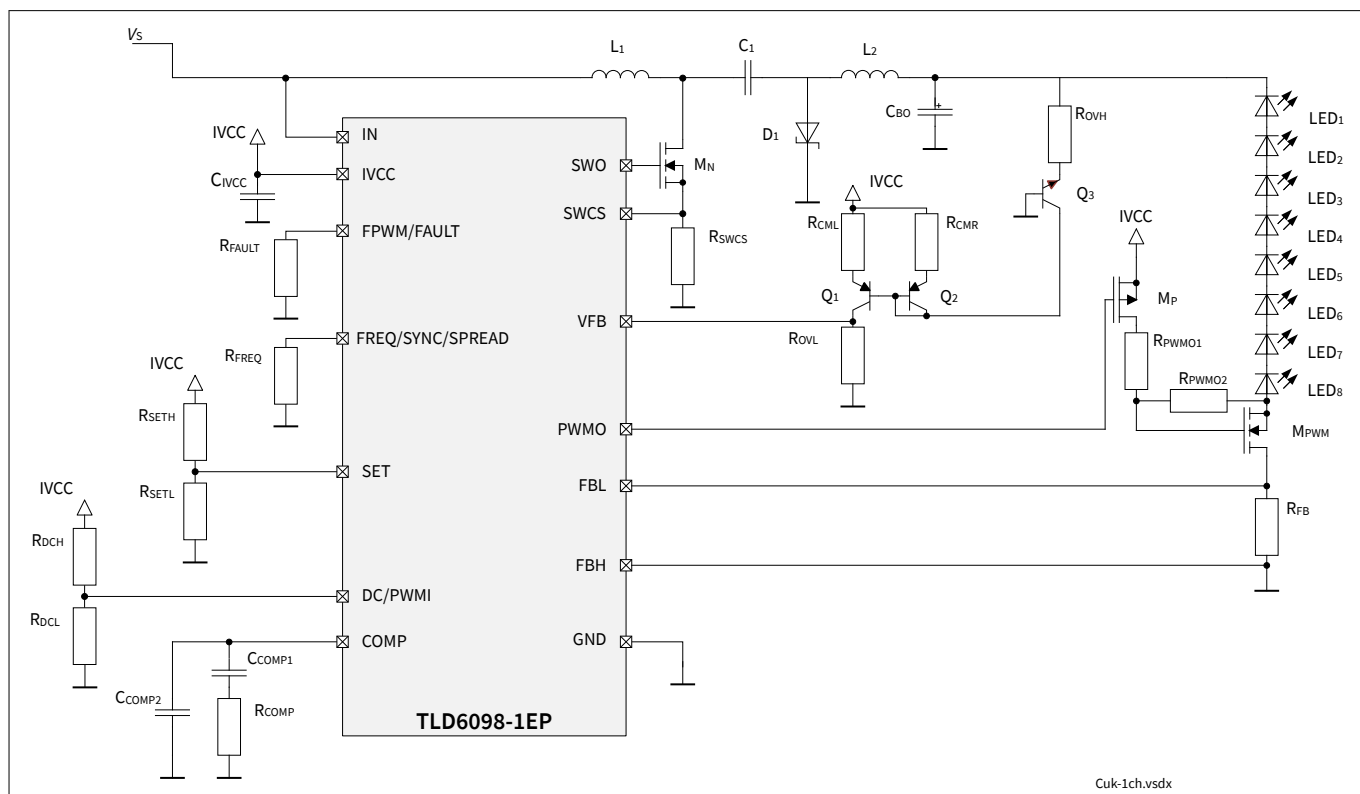 VS
L1
C1
L2
CBO
ROVH
LED1
LED2
LED3
LED4
LED5
LED6
LED7
LED8
D1
Q3
IVCC
IN
IVCC
CIVCC
SWO
MN
SWCS
RSWCS
IVCC
RCML
RCMR
Q1
Q2
FPWM/FAULT
RFAULT
VFB
ROVL
IVCC
MP
RPWMO1
RPWMO2
MPWM
FREQ/SYNC/SPREAD
RFREQ
IVCC
RSETH
SET
RSETL
PWMO
FBL
RFB
FBH
IVCC
RDCH
DC/PWMI
RDCL
COMP
GND
CCOMP1
CCOMP2
RCOMP
TLD6098-1EP
Cuk-1ch.vsdx